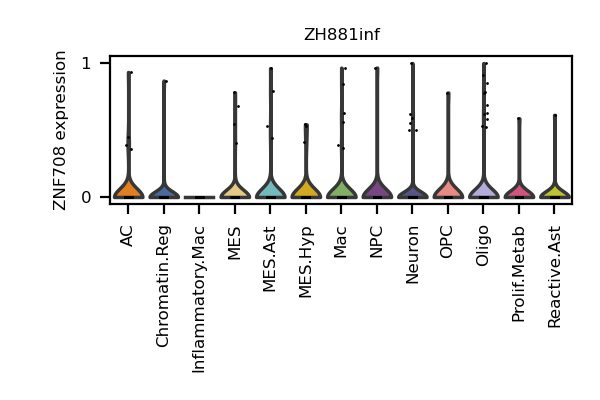 ZH881inf
ZNF708 expression
1
0
AC
Chromatin.Reg
Inflammatory.Mac
MES
MES.Ast
MES.Hyp
Mac
NPC
Neuron
OPC
Oligo
Prolif.Metab
Reactive.Ast